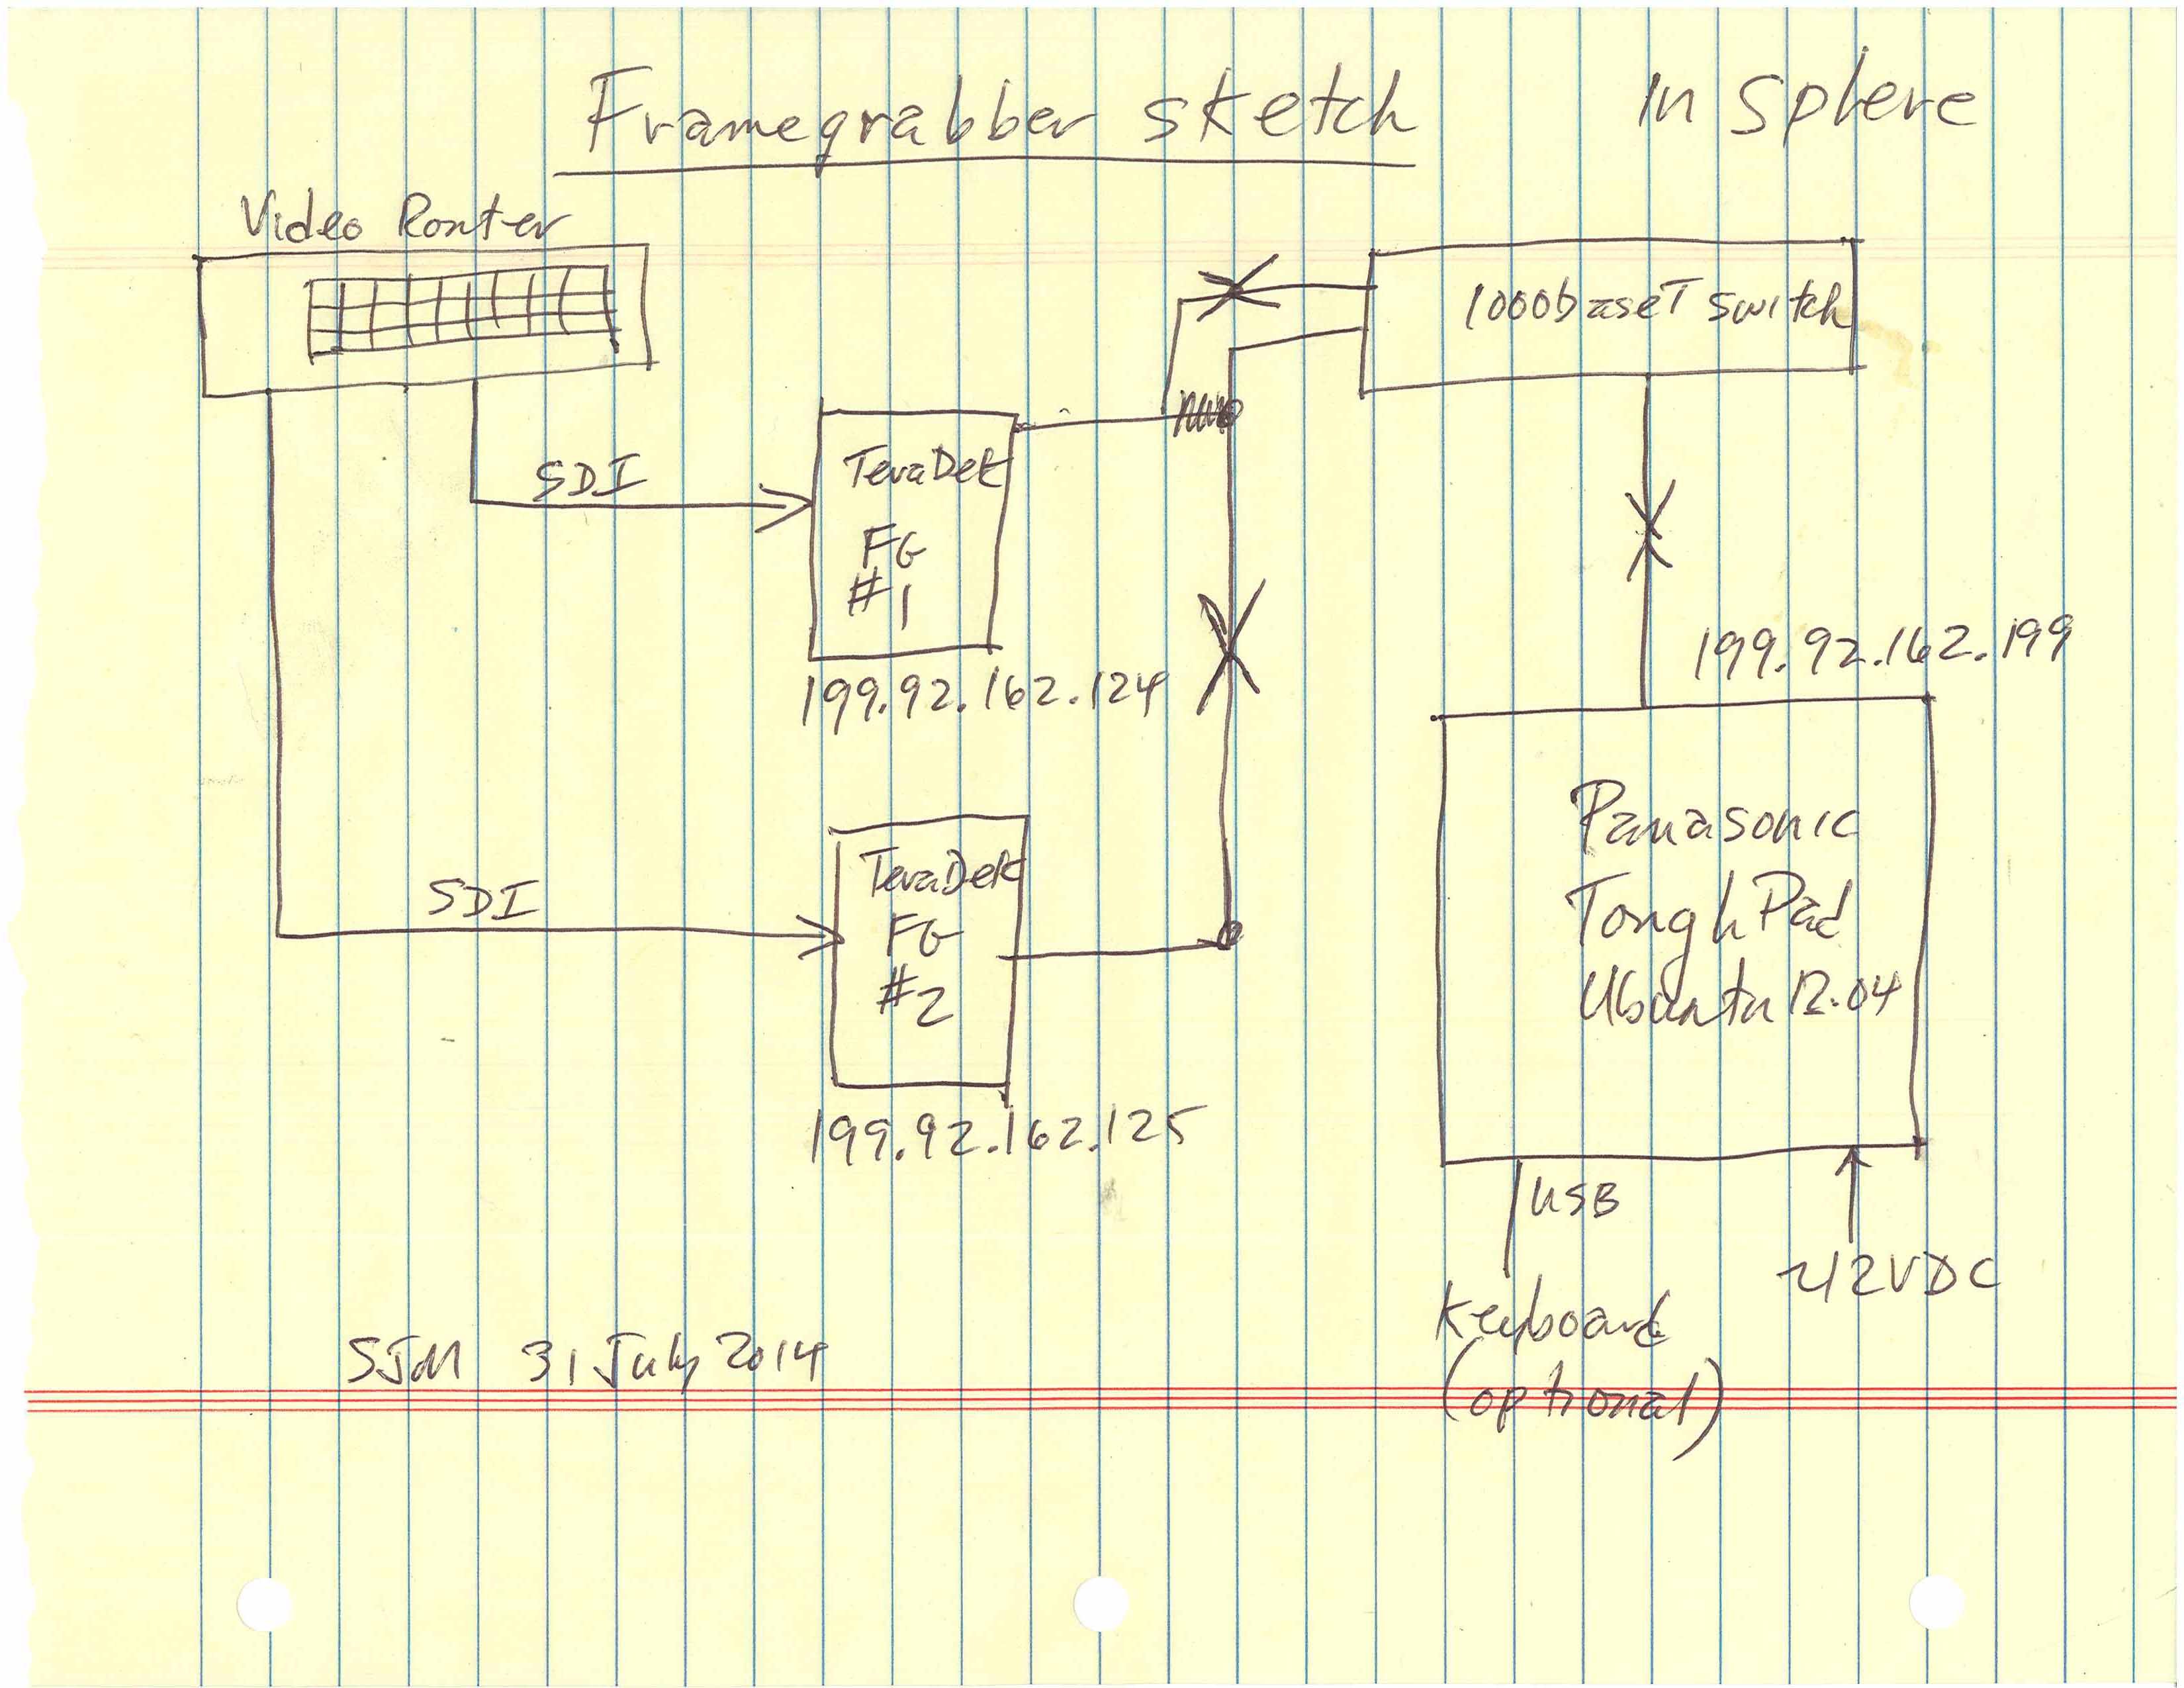 Framegrabber sketch
In Sphere
Video Router
1000baseT switch
SDI
TeraDek
FG
#1
199.92.162.124
199.92.162.199
SDI
TeraDek
FG
#2
199.92.162.125
Panasonic
ToughPad
Ubuntu 12.04
USB
Keyboard
(optional)
~12VDC
SJM 31 July 2014